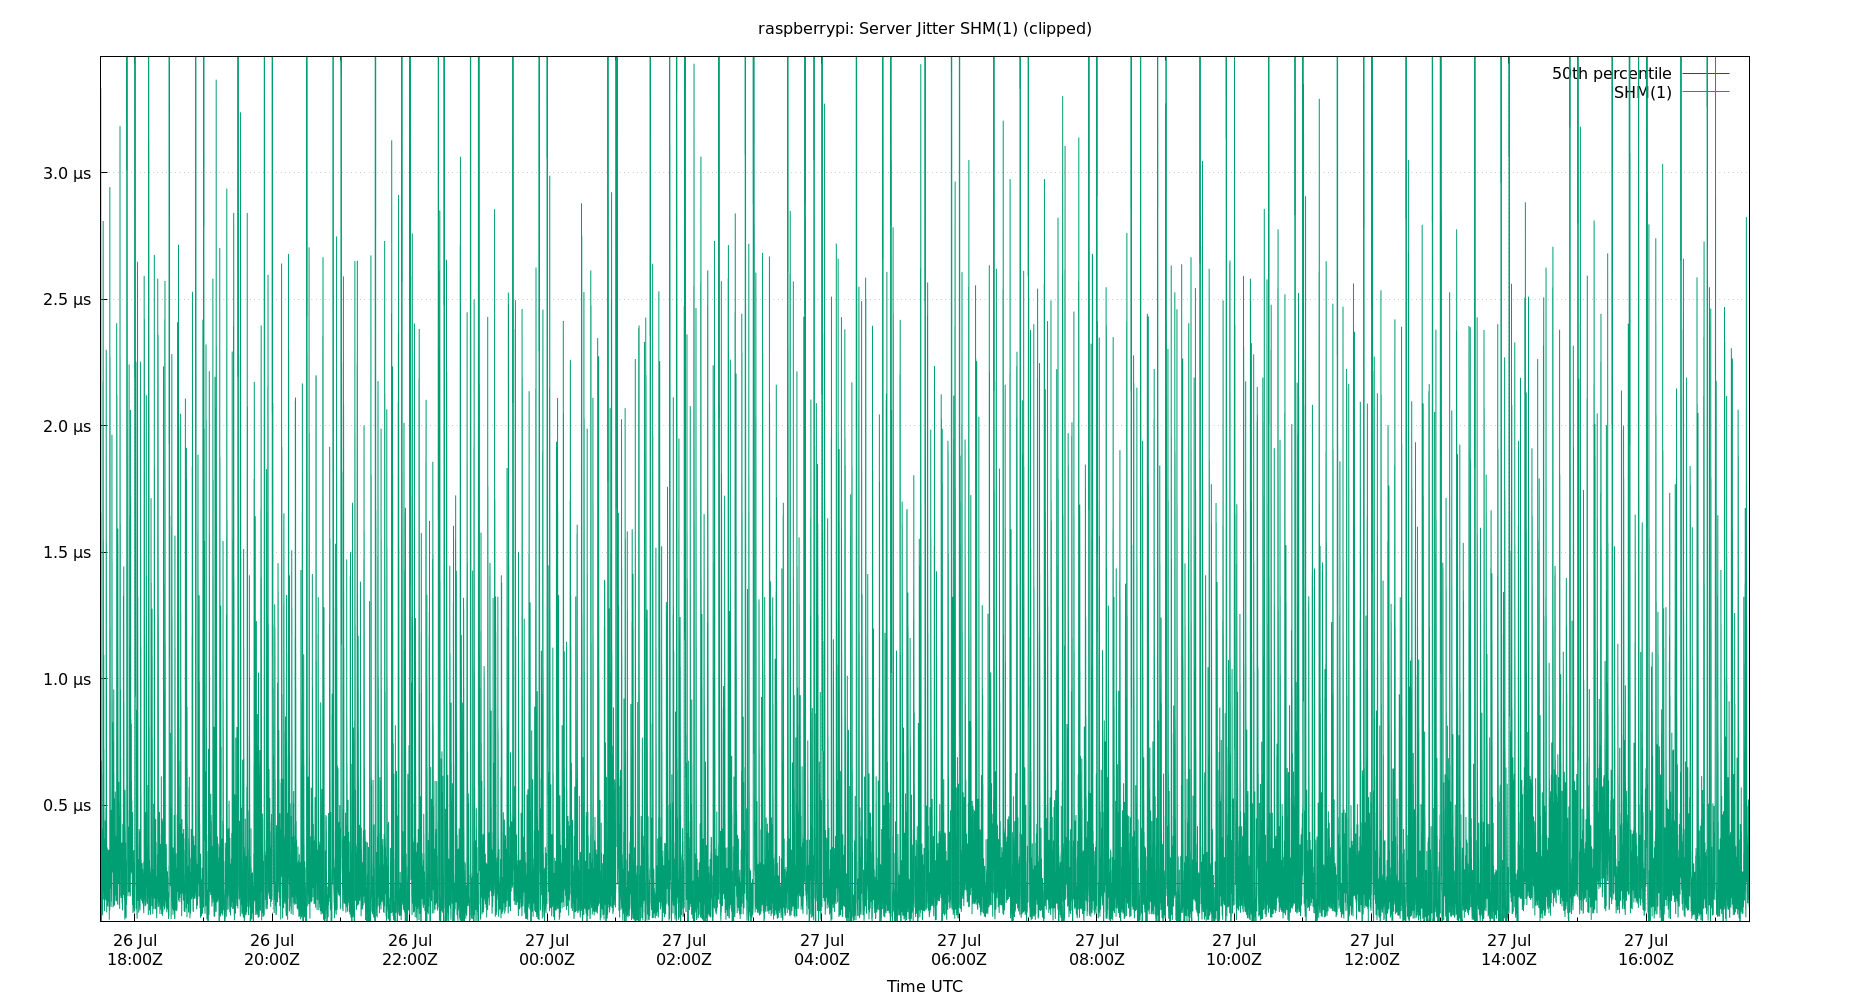 raspberrypi: Server Jitter SHM(1) (clipped)
50th percentile
SHM(1)
3.0 µs
2.5 µs
2.0 µs
1.5 µs
1.0 µs
0.5 µs
26 Jul 26 Jul 26 Jul 27 Jul 27 Jul 27 Jul 27 Jul 27 Jul 27 Jul 27 Jul 27 Jul 27 Jul
18:00Z 20:00Z 22:00Z 00:00Z 02:00Z 04:00Z 06:00Z 08:00Z 10:00Z 12:00Z 14:00Z 16:00Z
Time UTC